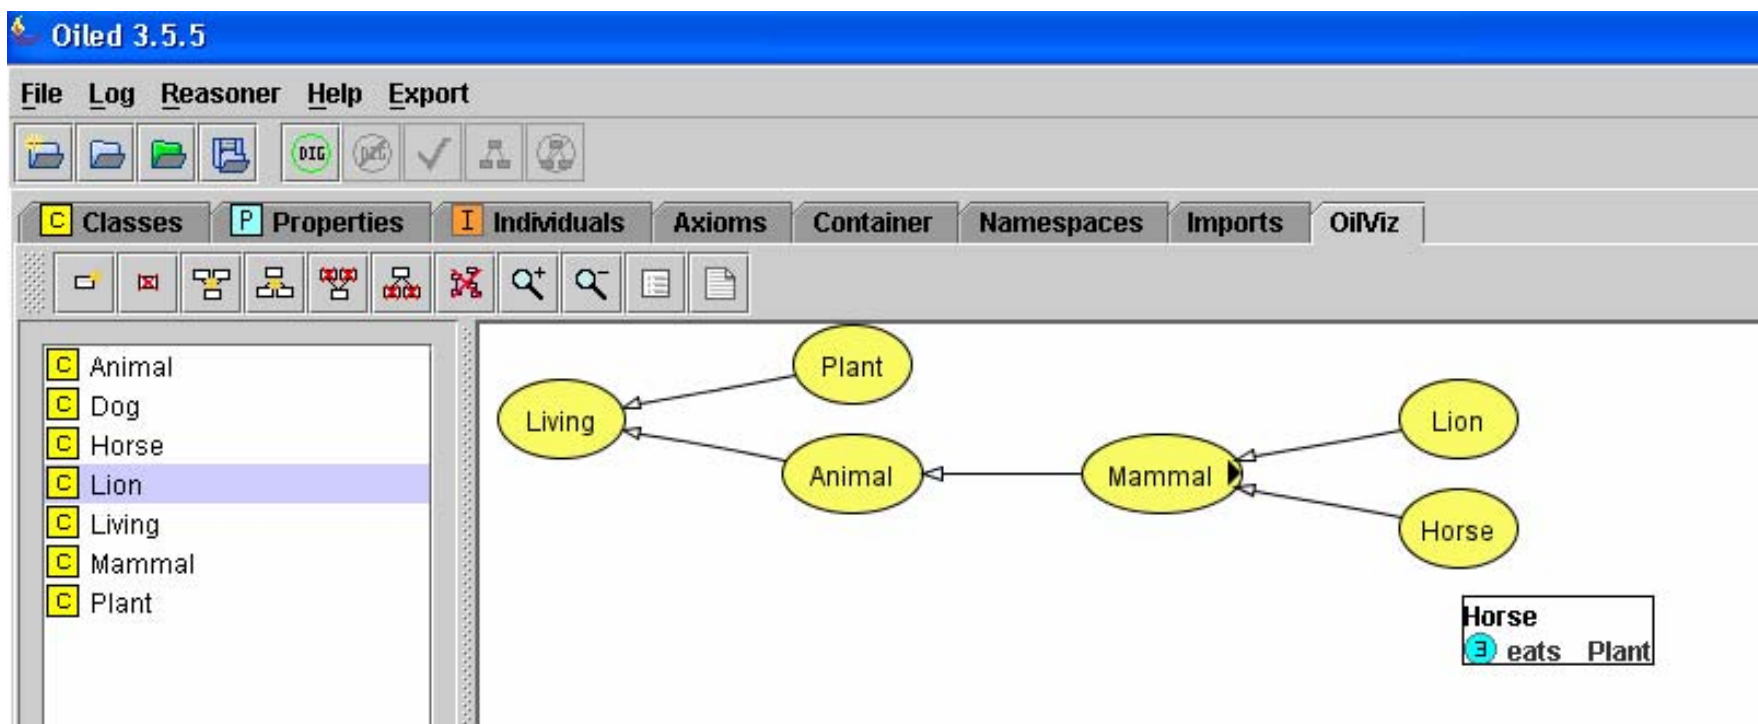 Oiled 3.5.5
File Log Reasoner Help Export
DIG DIG
C Classes P Properties I Individuals Axioms Container Namespaces Imports OilViz
C Animal
C Dog
C Horse
C Lion
C Living
C Mammal
C Plant
Plant
Living
Animal
Mammal
Lion
Horse
Horse
∃ eats Plant